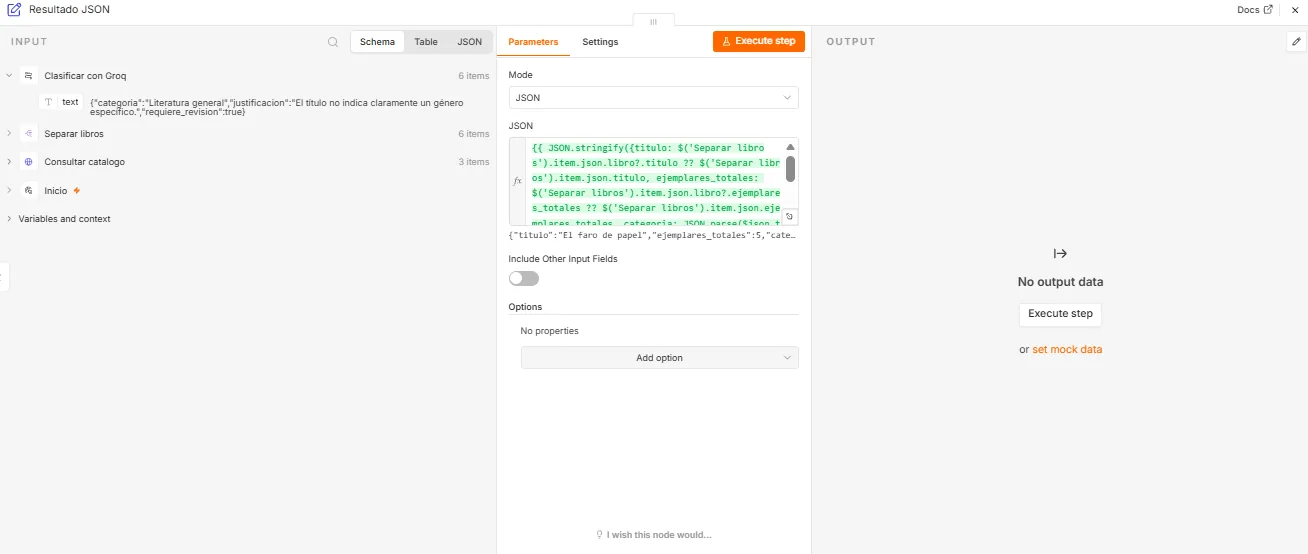 Resultado JSON
Docs
INPUT
Schema
Table
JSON
Clasificar con Groq
6 items
T text
{"categoria":"Literatura general","justificacion":"El título no indica claramente un género
específico.","requiere_revision":true}
Separar libros
6 items
Consultar catalogo
3 items
Inicio
Variables and context
Parameters
Settings
Execute step
Mode
JSON
JSON
fx
{{ JSON.stringify({titulo: $('Separar libro
s').item.json.libro?.titulo ?? $('Separar libr
os').item.json.titulo, ejemplares_totales:
$('Separar libros').item.json.libro?.ejemplare
s_totales ?? $('Separar libros').item.json.eje
mplares_totales, categoria: JSON.parse($json.t
{"titulo":"El faro de papel","ejemplares_totales":5,"cate…
Include Other Input Fields
Options
No properties
Add option
I wish this node would...
OUTPUT
No output data
Execute step
or set mock data